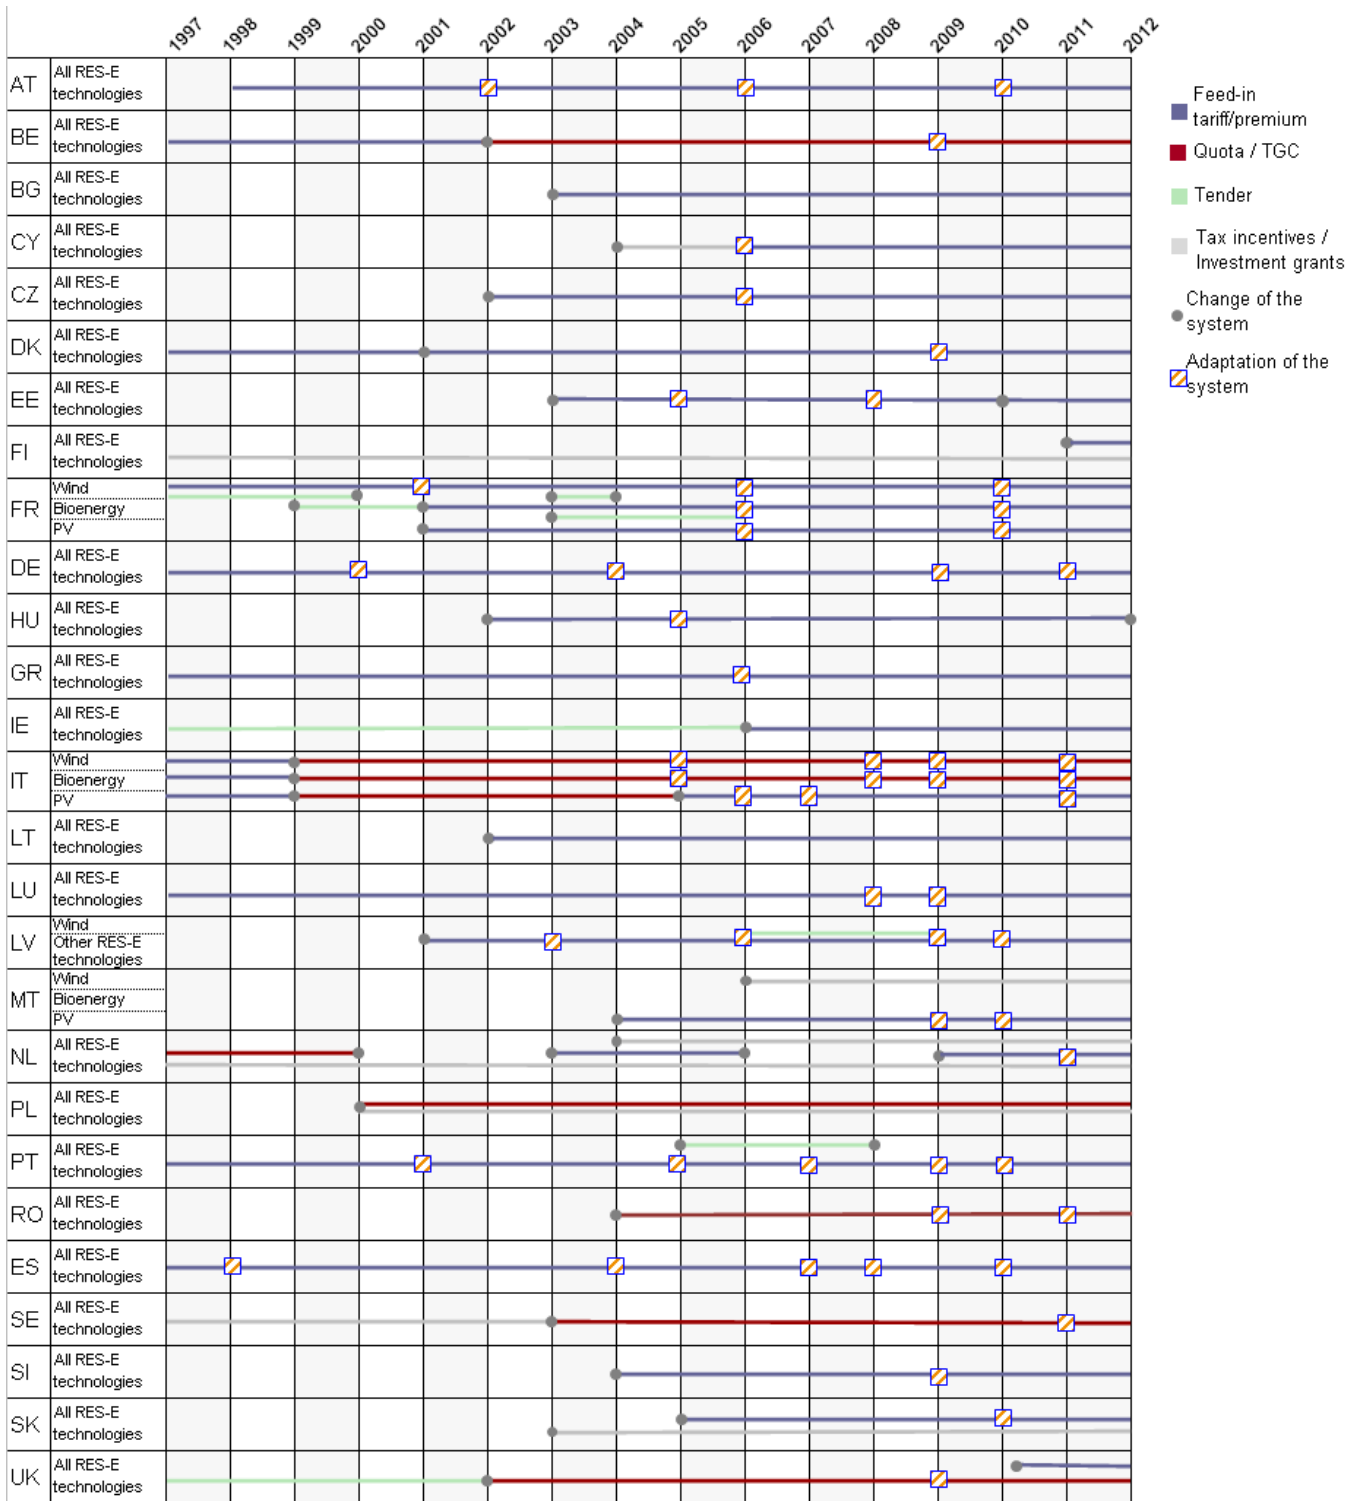 1997 1998 1999 2000 2001 2002 2003 2004 2005 2006 2007 2008 2009 2010 2011 2012
AT
All RES-E
technologies
BE
All RES-E
technologies
BG
All RES-E
technologies
CY
All RES-E
technologies
CZ
All RES-E
technologies
DK
All RES-E
technologies
EE
All RES-E
technologies
FI
All RES-E
technologies
FR
Wind
Bioenergy
PV
DE
All RES-E
technologies
HU
All RES-E
technologies
GR
All RES-E
technologies
IE
All RES-E
technologies
IT
Wind
Bioenergy
PV
LT
All RES-E
technologies
LU
All RES-E
technologies
LV
Wind
Other RES-E
technologies
MT
Wind
Bioenergy
PV
NL
All RES-E
technologies
PL
All RES-E
technologies
PT
All RES-E
technologies
RO
All RES-E
technologies
ES
All RES-E
technologies
SE
All RES-E
technologies
SI
All RES-E
technologies
SK
All RES-E
technologies
UK
All RES-E
technologies
Feed-in
tariff/premium
Quota / TGC
Tender
Tax incentives /
Investment grants
Change of the
system
Adaptation of the
system